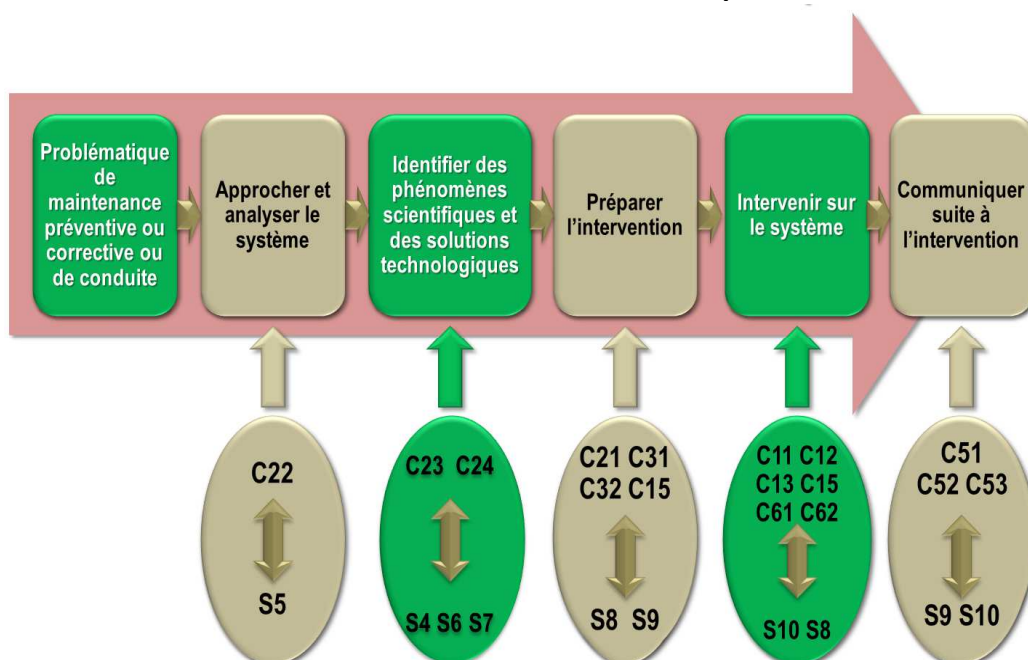 Problématique
de
maintenance
préventive ou
corrective ou
de conduite
Approcher et
analyser le
système
Identifier des
phénomènes
scientifiques et
des solutions
technologiques
Préparer
l'intervention
Intervenir sur
le système
Communiquer
suite à
l'intervention
C22
S5
C23 C24
S4 S6 S7
C21 C31
C32 C15
S8 S9
C11 C12
C13 C15
C61 C62
S10 S8
C51
C52 C53
S9 S10